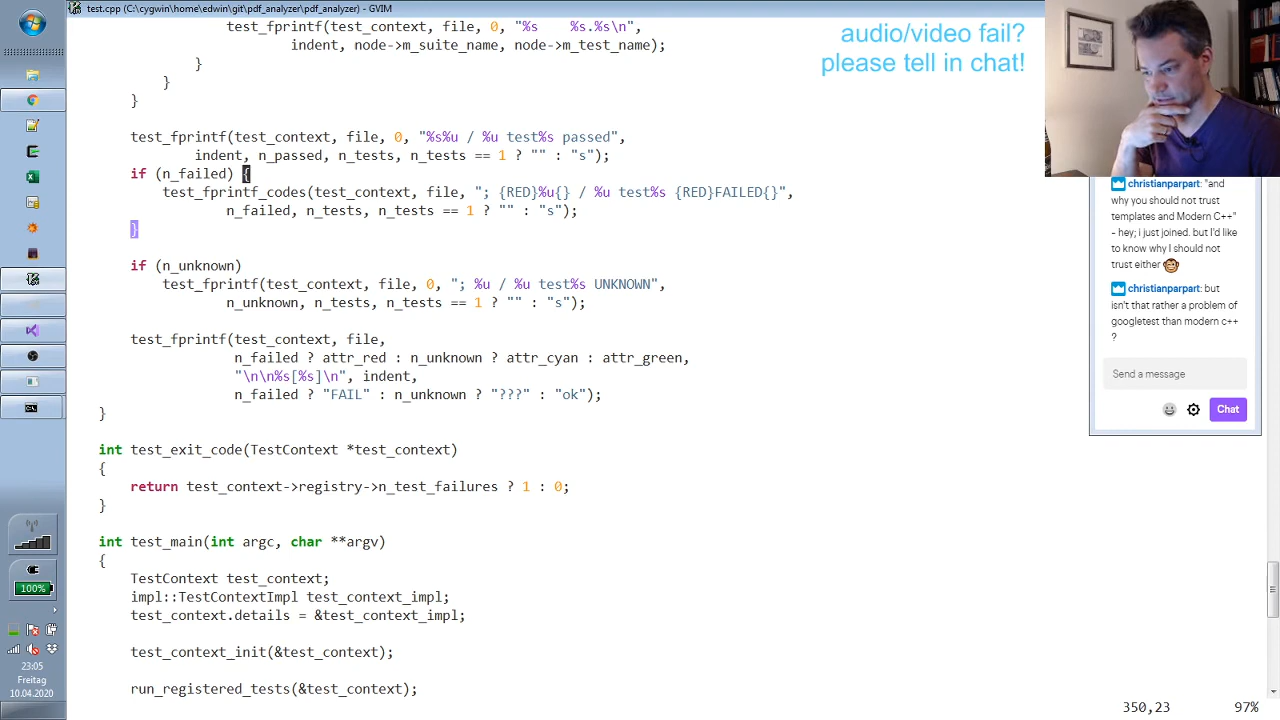 test.cpp (C:\cygwin\home\edwin\git\pdf_analyzer\pdf_analyzer) - GVIM
test_fprintf(test_context, file, 0, "%s    %s.%s\n",
indent, node->m_suite_name, node->m_test_name);
}
}
}
test_fprintf(test_context, file, 0, "%s%u / %u test%s passed",
indent, n_passed, n_tests, n_tests == 1 ? "" : "s");
if (n_failed) {
test_fprintf_codes(test_context, file, "; {RED}%u{} / %u test%s {RED}FAILED{}",
n_failed, n_tests, n_tests == 1 ? "" : "s");
}
if (n_unknown)
test_fprintf(test_context, file, 0, "; %u / %u test%s UNKNOWN",
n_unknown, n_tests, n_tests == 1 ? "" : "s");
test_fprintf(test_context, file,
n_failed ? attr_red : n_unknown ? attr_cyan : attr_green,
"\n\n%s[%s]\n", indent,
n_failed ? "FAIL" : n_unknown ? "???" : "ok");
}
int test_exit_code(TestContext *test_context)
{
return test_context->registry->n_test_failures ? 1 : 0;
}
int test_main(int argc, char **argv)
{
TestContext test_context;
impl::TestContextImpl test_context_impl;
test_context.details = &test_context_impl;
test_context_init(&test_context);
run_registered_tests(&test_context);
350,23 97%
audio/video fail?
please tell in chat!
christianparpart: "and
why you should not trust
templates and Modern C++"
- hey; i just joined. but I'd like
to know why I should not
trust either
christianparpart: but
isn't that rather a problem of
googletest than modern c++
?
Send a message
Chat
100%
23:05
Freitag
10.04.2020